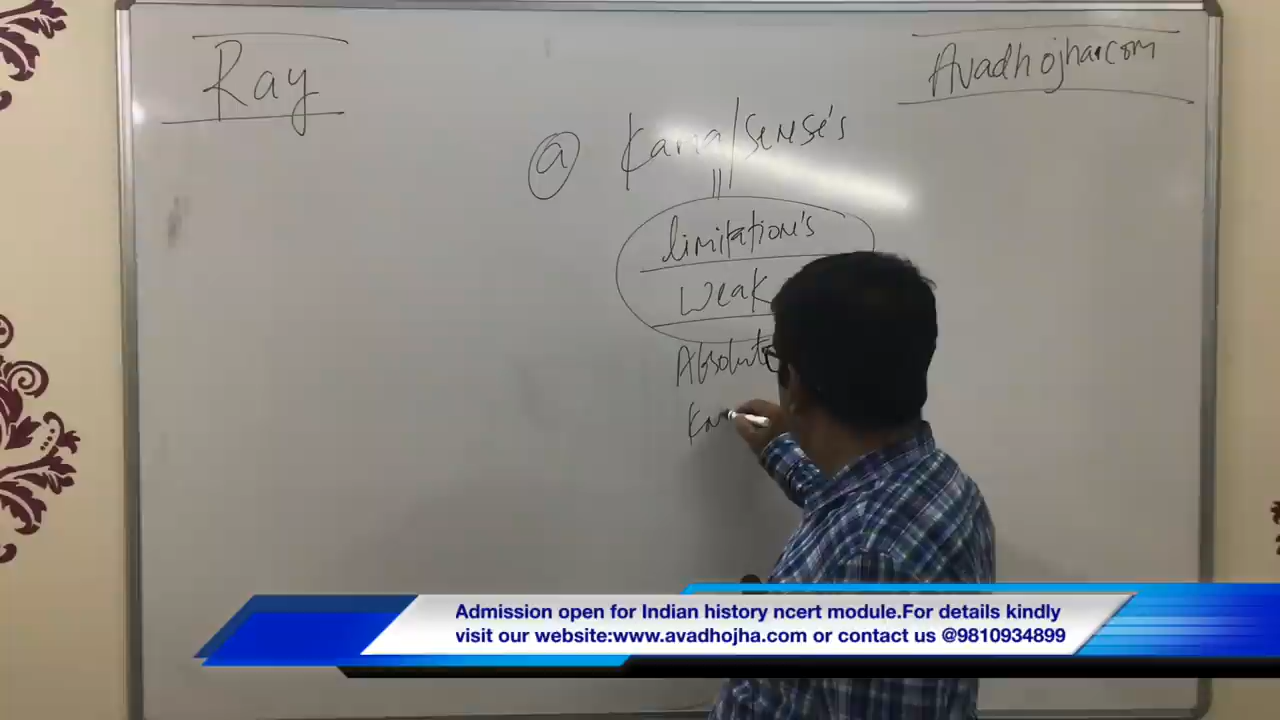 Ray
Avadhojha.com
a Kama/Sense's
limitation's
Weak
Absolute
Admission open for Indian history ncert module.For details kindly
visit our website:www.avadhojha.com or contact us @9810934899